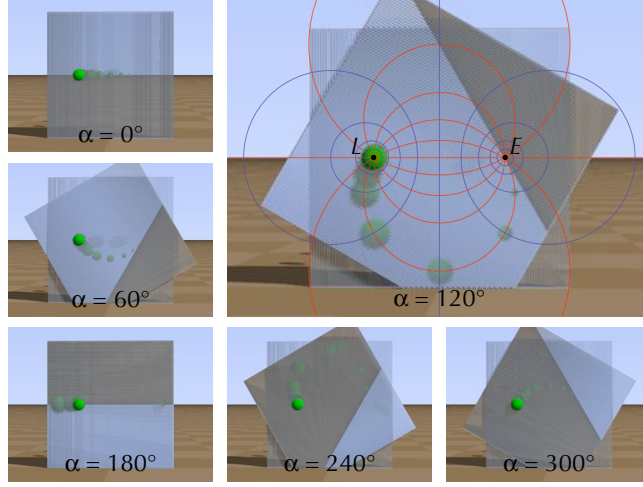 α = 0°
L E
α = 60°
α = 120°
α = 180°
α = 240°
α = 300°